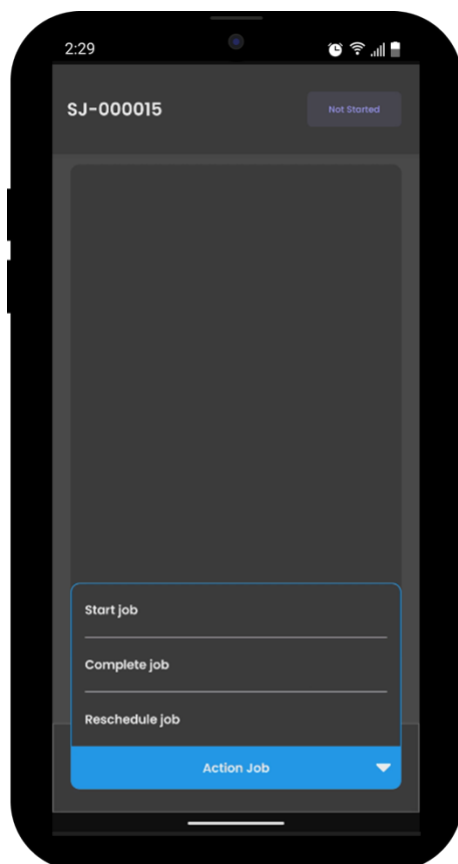 2:29
SJ-000015
Not Started
Start job
Complete job
Reschedule job
Action Job